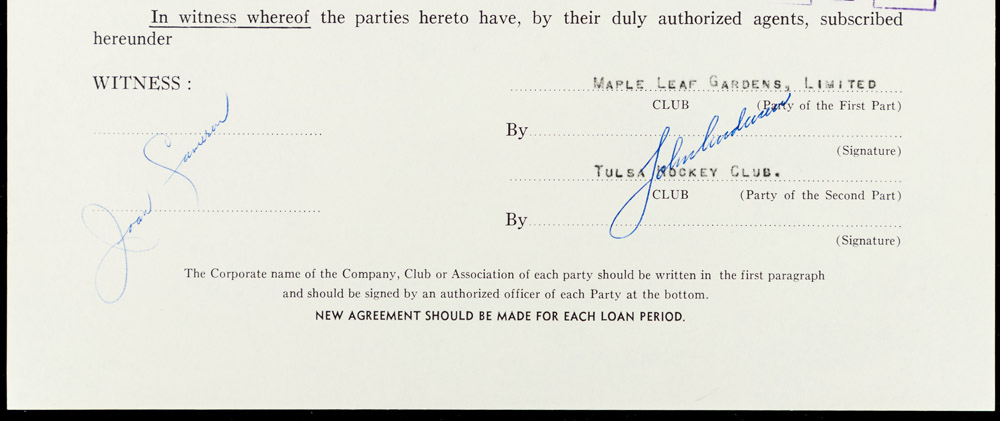 In witness whereof the parties hereto have, by their duly authorized agents, subscribed
hereunder
WITNESS :
MAPLE LEAF GARDENS, LIMITED
CLUB (Party of the First Part)
By
(Signature)
TULSA HOCKEY CLUB.
CLUB (Party of the Second Part)
By
(Signature)
Joan
John
The Corporate name of the Company, Club or Association of each party should be written in the first paragraph
and should be signed by an authorized officer of each Party at the bottom.
NEW AGREEMENT SHOULD BE MADE FOR EACH LOAN PERIOD.